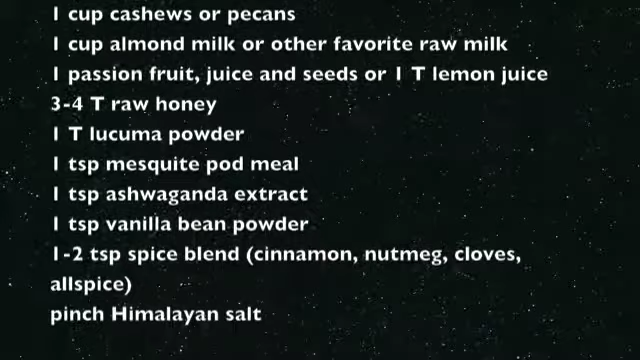 1 cup cashews or pecans
1 cup almond milk or other favorite raw milk
1 passion fruit, juice and seeds or 1 T lemon juice
3-4 T raw honey
1 T lucuma powder
1 tsp mesquite pod meal
1 tsp ashwaganda extract
1 tsp vanilla bean powder
1-2 tsp spice blend (cinnamon, nutmeg, cloves,
allspice)
pinch Himalayan salt